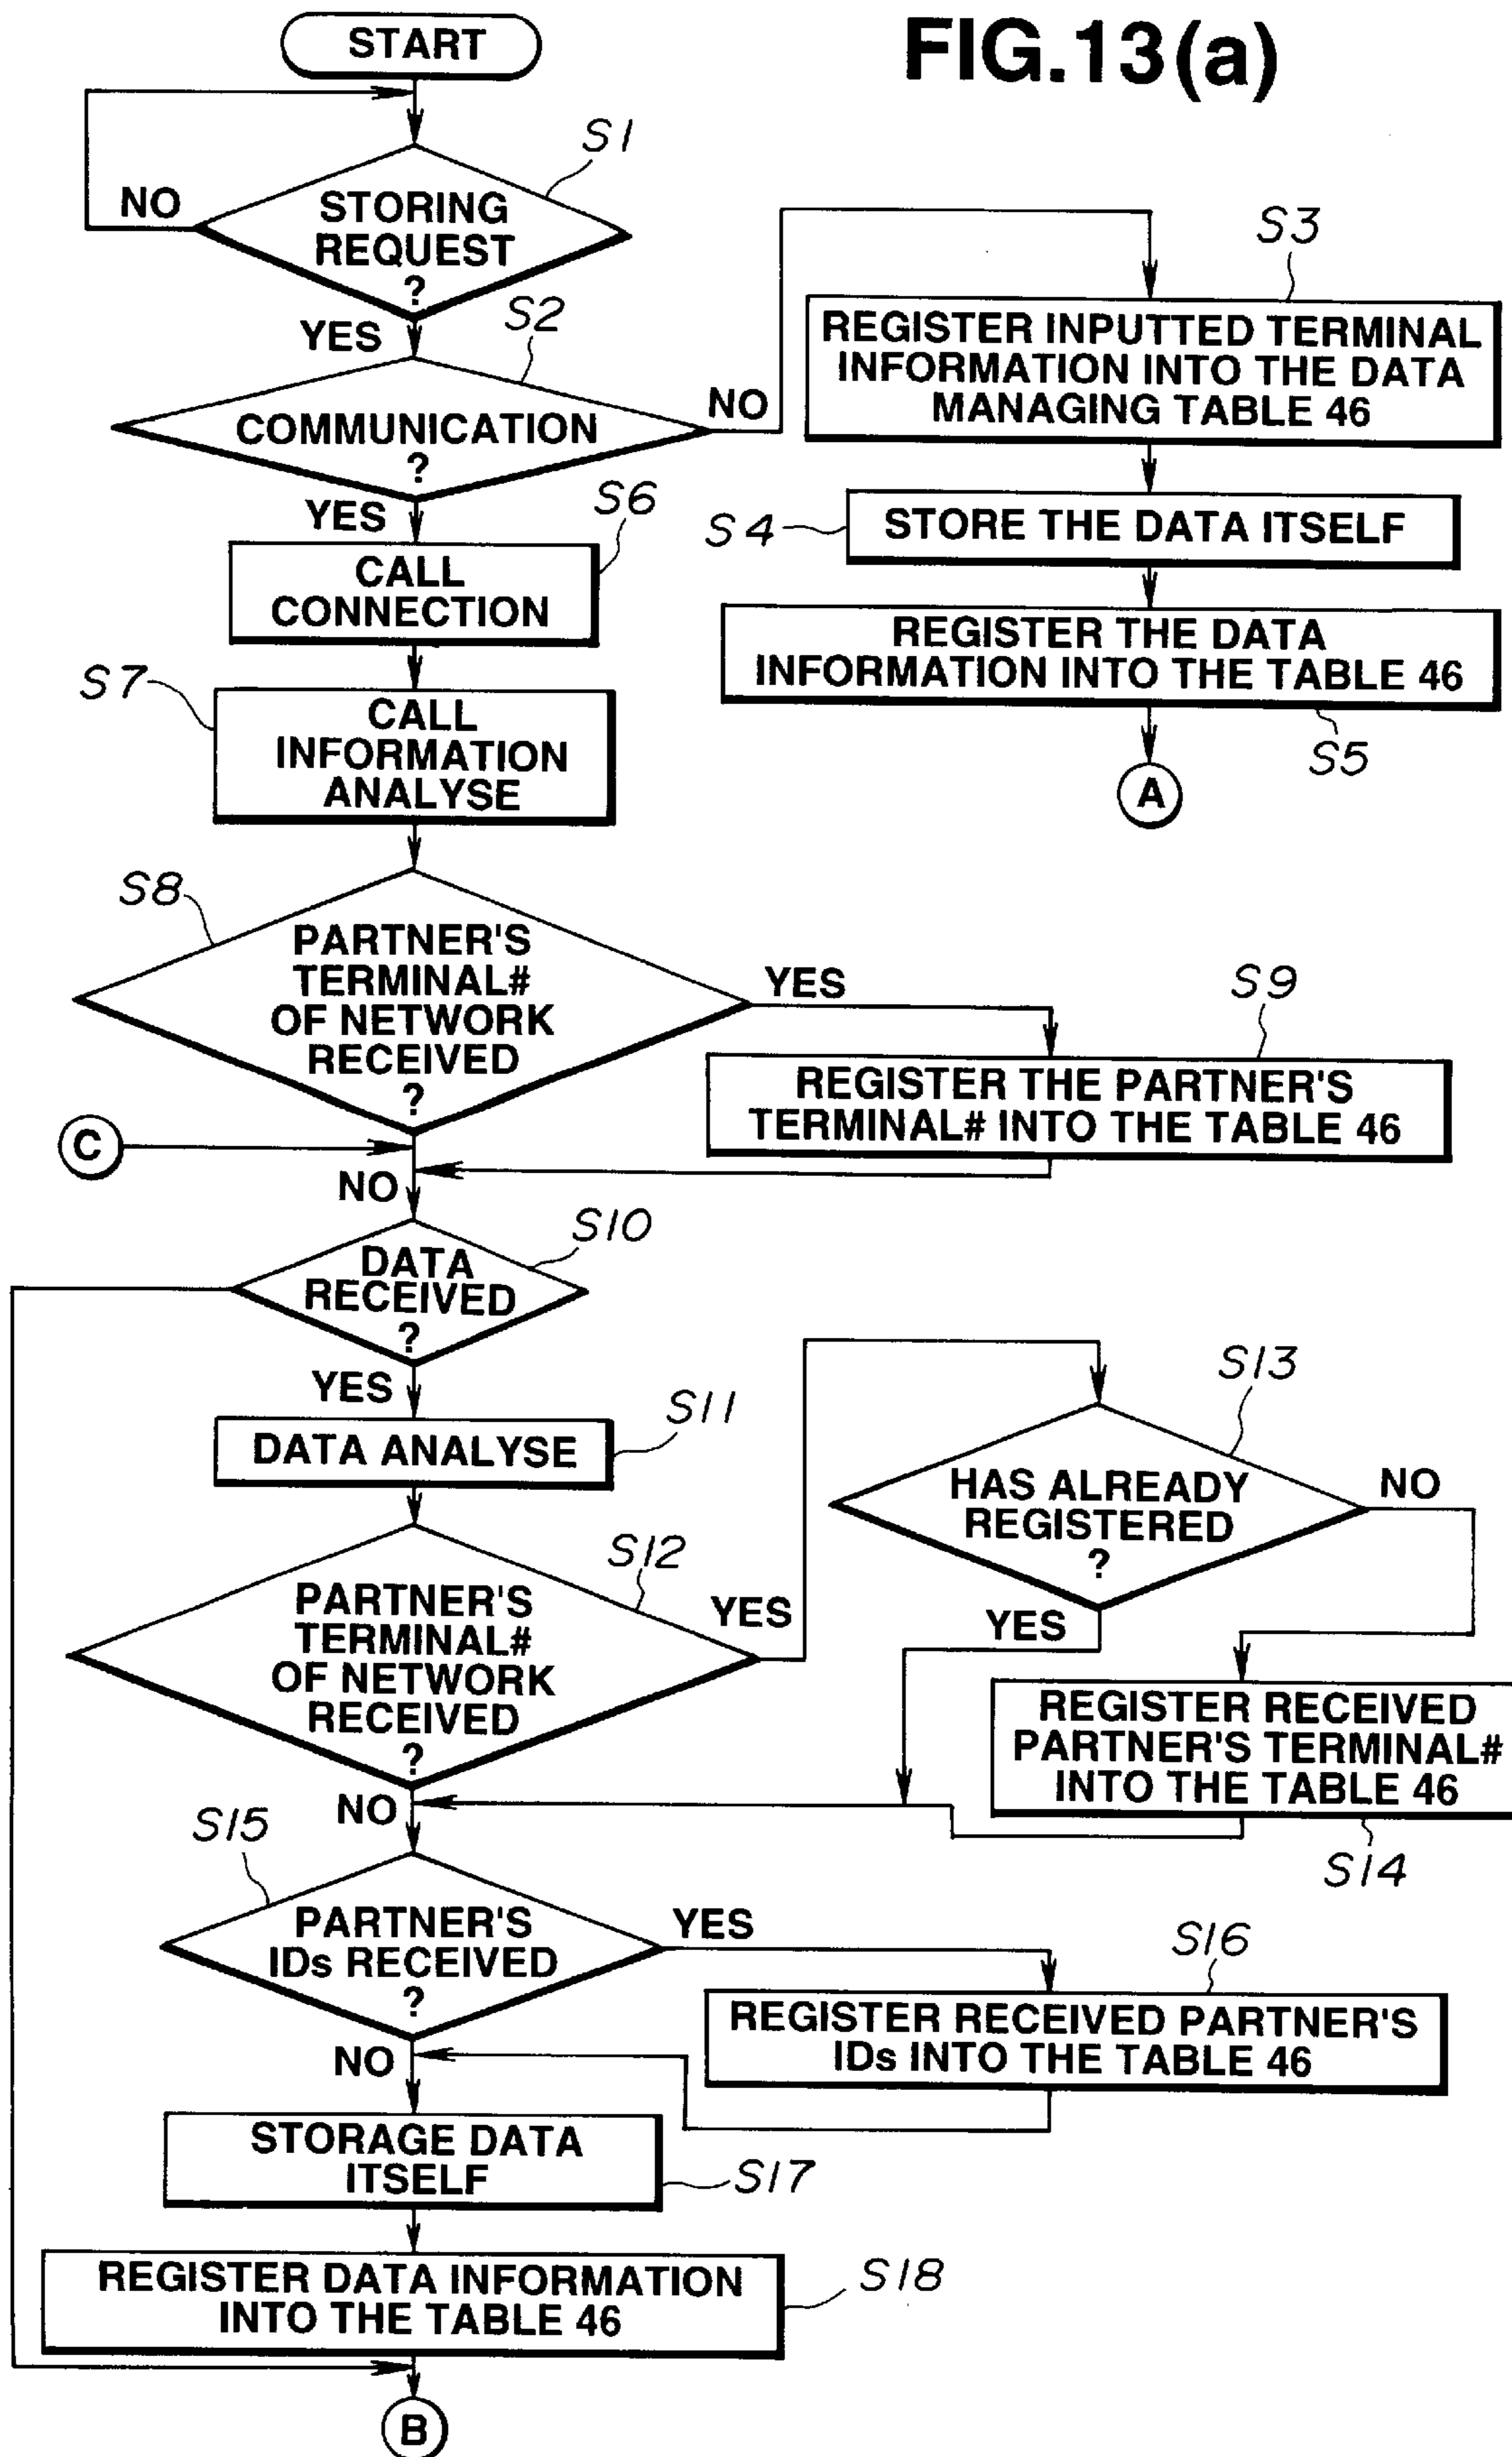 FIG.13(a)
START
S1
STORING
REQUEST
?
NO
YES
S2
COMMUNICATION
?
NO
YES
S3
REGISTER INPUTTED TERMINAL
INFORMATION INTO THE DATA
MANAGING TABLE 46
S4
STORE THE DATA ITSELF
REGISTER THE DATA
INFORMATION INTO THE TABLE 46
S5
A
S6
CALL
CONNECTION
S7
CALL
INFORMATION
ANALYSE
S8
PARTNER'S
TERMINAL#
OF NETWORK
RECEIVED
?
YES
S9
REGISTER THE PARTNER'S
TERMINAL# INTO THE TABLE 46
C
NO
S10
DATA
RECEIVED
?
YES
S11
DATA ANALYSE
S12
PARTNER'S
TERMINAL#
OF NETWORK
RECEIVED
?
YES
S13
HAS ALREADY
REGISTERED
?
NO
YES
REGISTER RECEIVED
PARTNER'S TERMINAL#
INTO THE TABLE 46
S14
NO
S15
PARTNER'S
IDs RECEIVED
?
YES
S16
REGISTER RECEIVED PARTNER'S
IDs INTO THE TABLE 46
NO
STORAGE DATA
ITSELF
S17
REGISTER DATA INFORMATION
INTO THE TABLE 46
S18
B